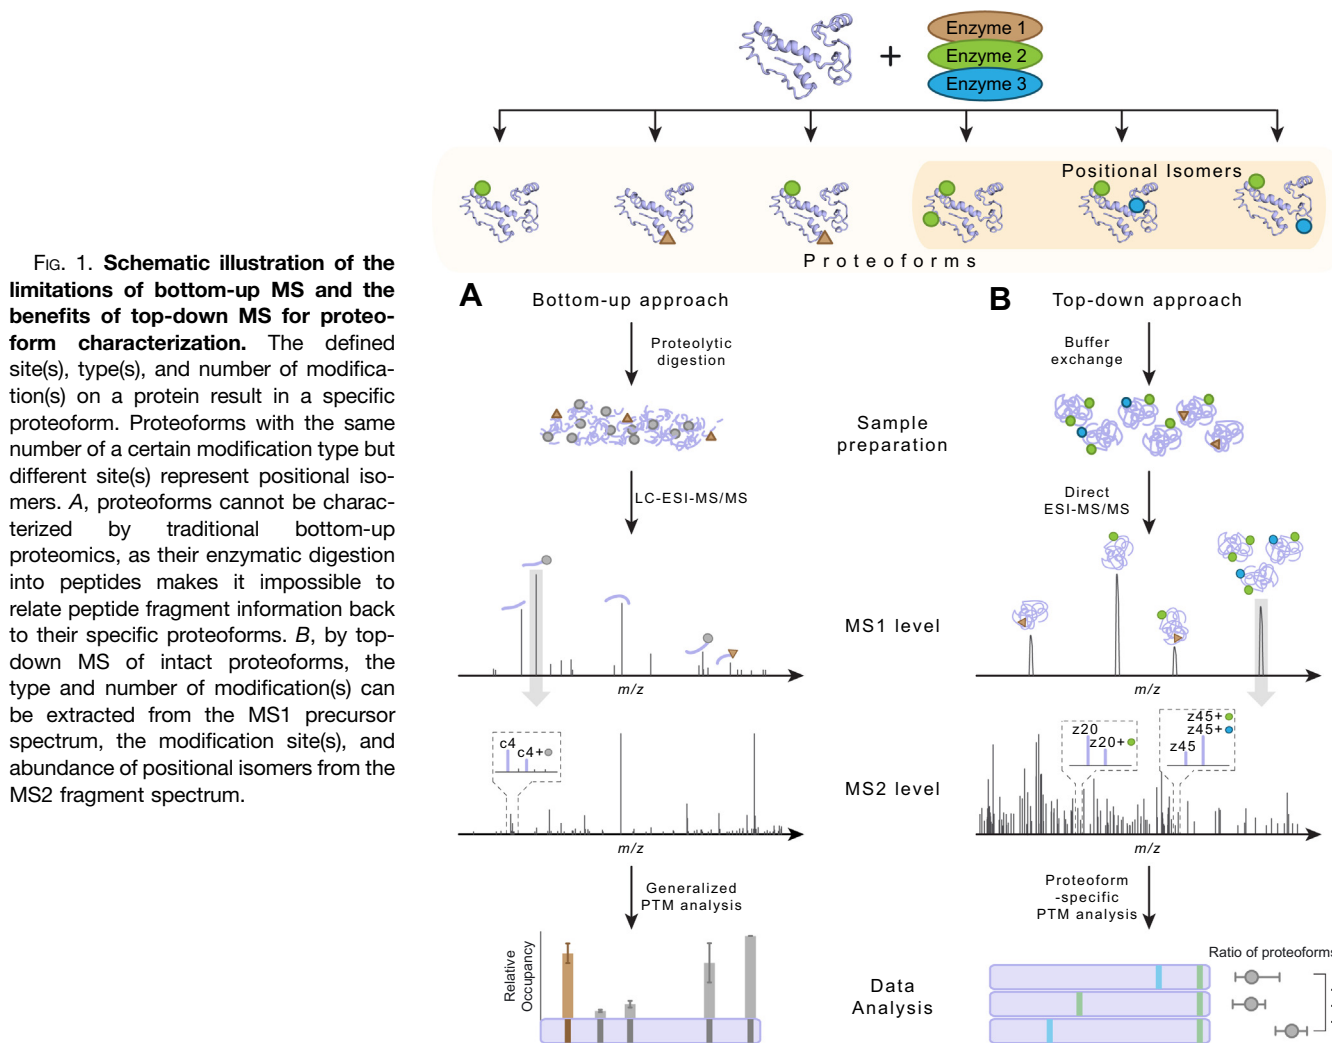 Enzyme 1
Enzyme 2
Enzyme 3
+
Positional Isomers
Proteoforms
FIG. 1. Schematic illustration of the
limitations of bottom-up MS and the
benefits of top-down MS for proteo-
form characterization. The defined
site(s), type(s), and number of modifica-
tion(s) on a protein result in a specific
proteoform. Proteoforms with the same
number of a certain modification type but
different site(s) represent positional iso-
mers. A, proteoforms cannot be charac-
terized by traditional bottom-up
proteomics, as their enzymatic digestion
into peptides makes it impossible to
relate peptide fragment information back
to their specific proteoforms. B, by top-
down MS of intact proteoforms, the
type and number of modification(s) can
be extracted from the MS1 precursor
spectrum, the modification site(s), and
abundance of positional isomers from the
MS2 fragment spectrum.
A
Bottom-up approach
Proteolytic
digestion
LC-ESI-MS/MS
m/z
c4
c4+
m/z
Generalized
PTM analysis
Relative
Occupancy
Sample
preparation
MS1 level
MS2 level
Data
Analysis
B
Top-down approach
Buffer
exchange
Direct
ESI-MS/MS
m/z
z20
z20+
z45+
z45+
z45
m/z
Proteoform
-specific
PTM analysis
Ratio of proteoforms